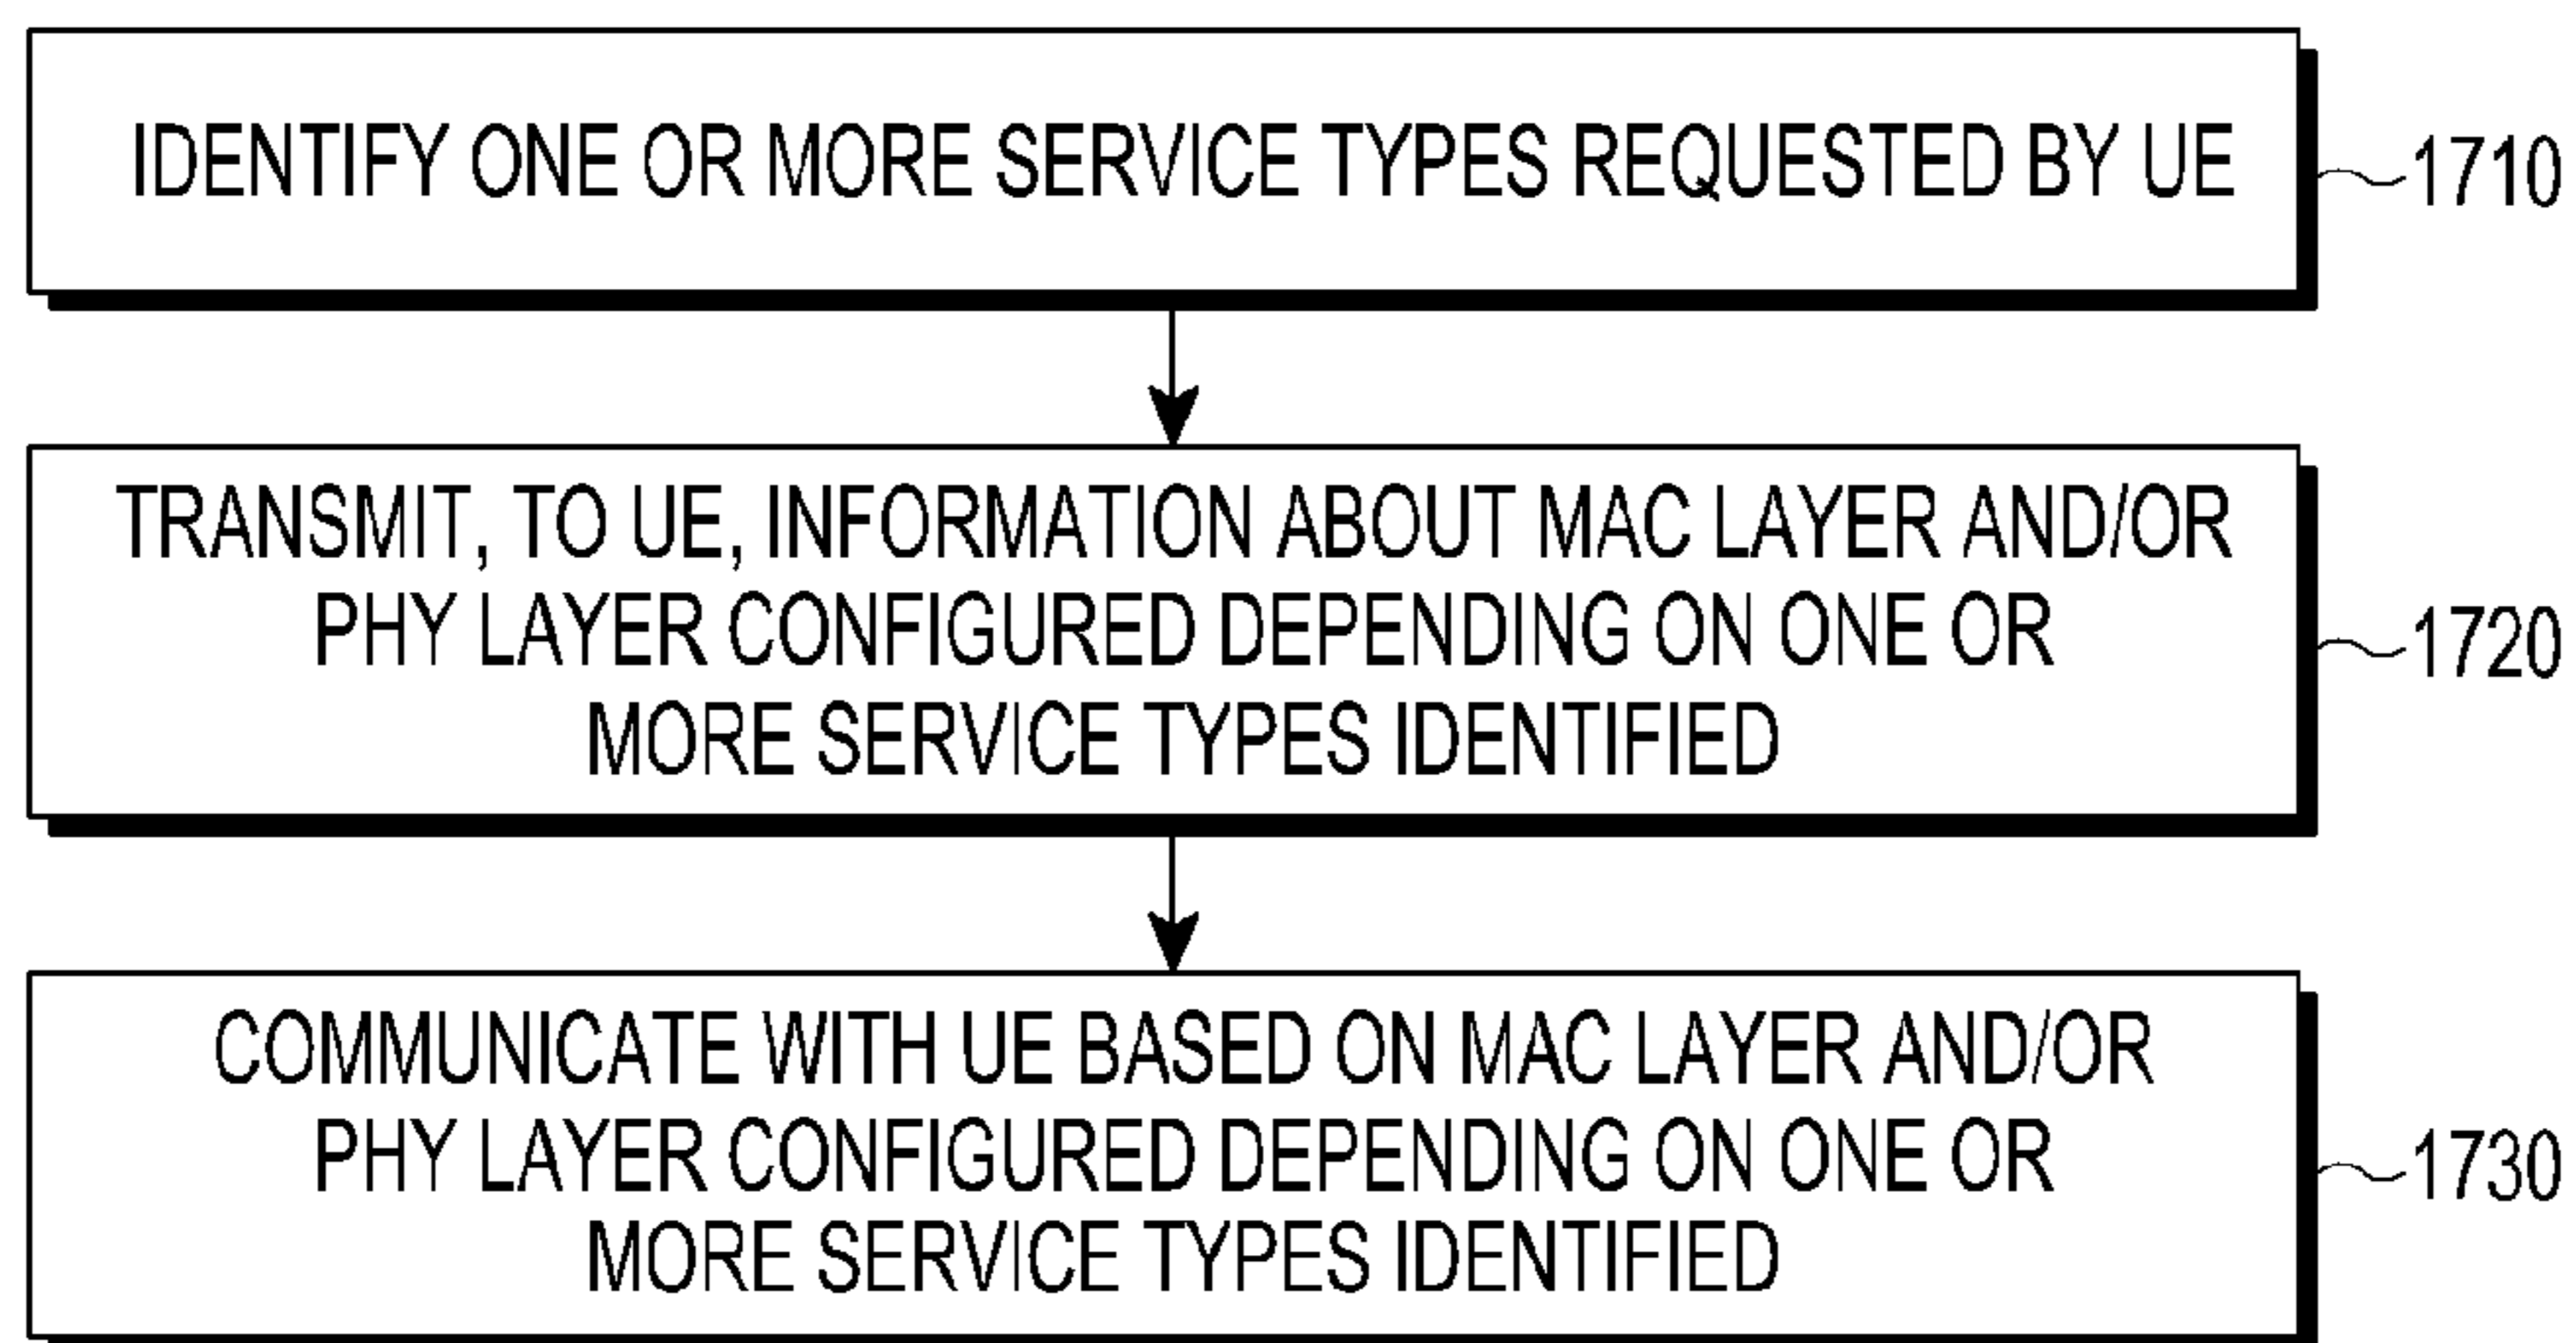 IDENTIFY ONE OR MORE SERVICE TYPES REQUESTED BY UE
1710
TRANSMIT, TO UE, INFORMATION ABOUT MAC LAYER AND/OR
PHY LAYER CONFIGURED DEPENDING ON ONE OR
MORE SERVICE TYPES IDENTIFIED
1720
COMMUNICATE WITH UE BASED ON MAC LAYER AND/OR
PHY LAYER CONFIGURED DEPENDING ON ONE OR
MORE SERVICE TYPES IDENTIFIED
1730